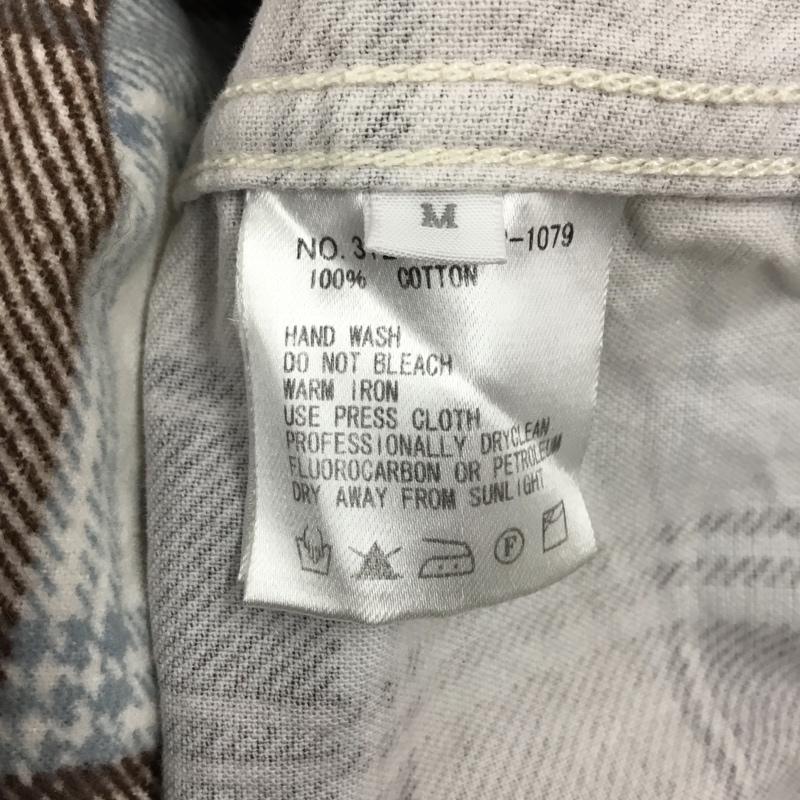 M
NO. 3 -1079
100% COTTON
HAND WASH
DO NOT BLEACH
WARM IRON
USE PRESS CLOTH
PROFESSIONALLY DRYCLEAN
FLUOROCARBON OR PETROLEUM
DRY AWAY FROM SUNLIGHT
F